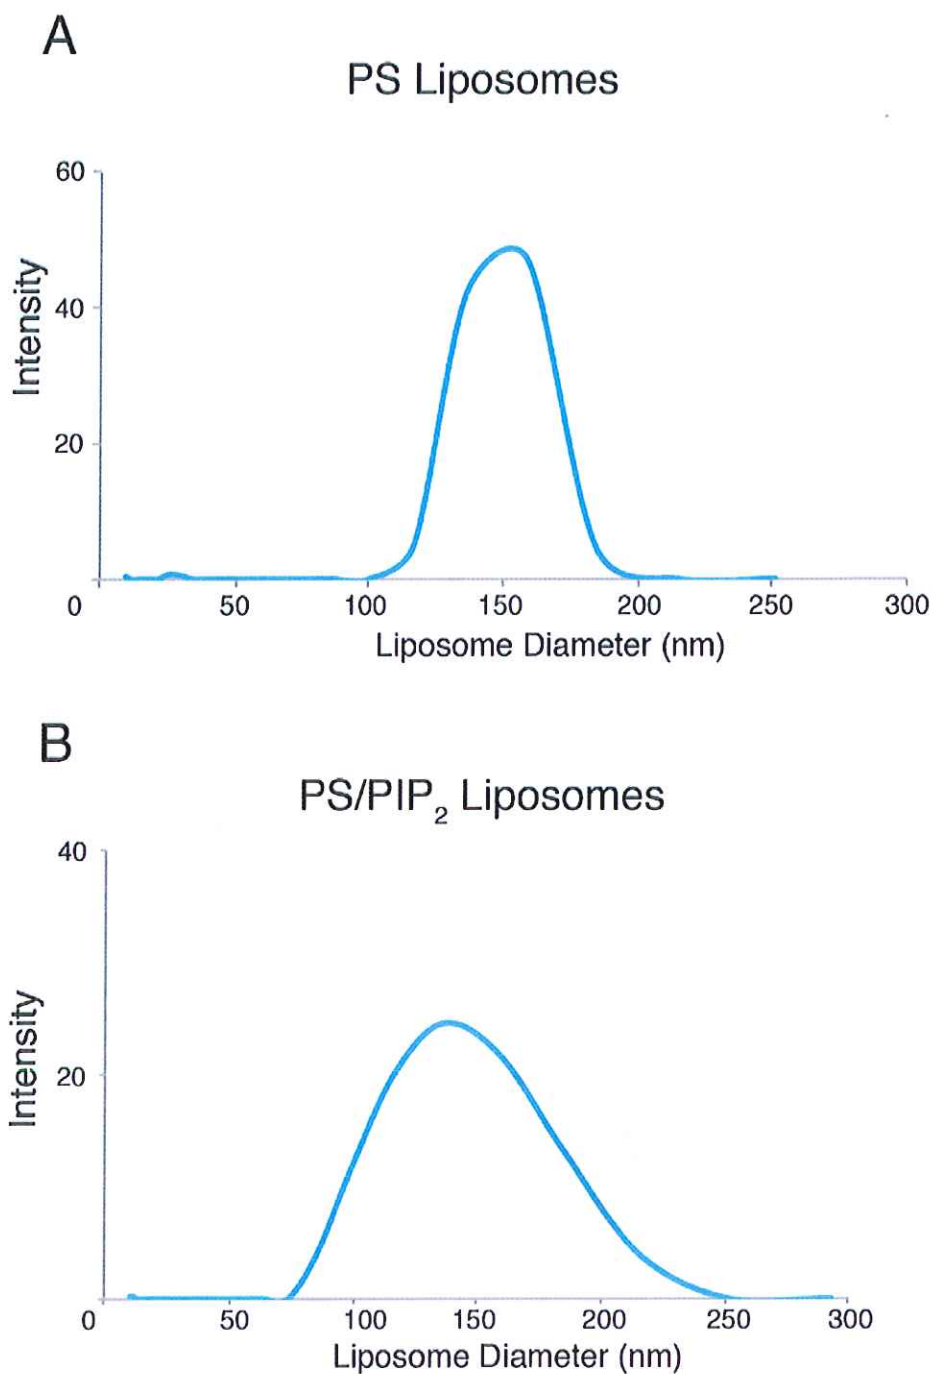 A
PS Liposomes
60
40
20
0 50 100 150 200 250 300
Intensity
Liposome Diameter (nm)
B
PS/PIP₂ Liposomes
40
20
0 50 100 150 200 250 300
Intensity
Liposome Diameter (nm)